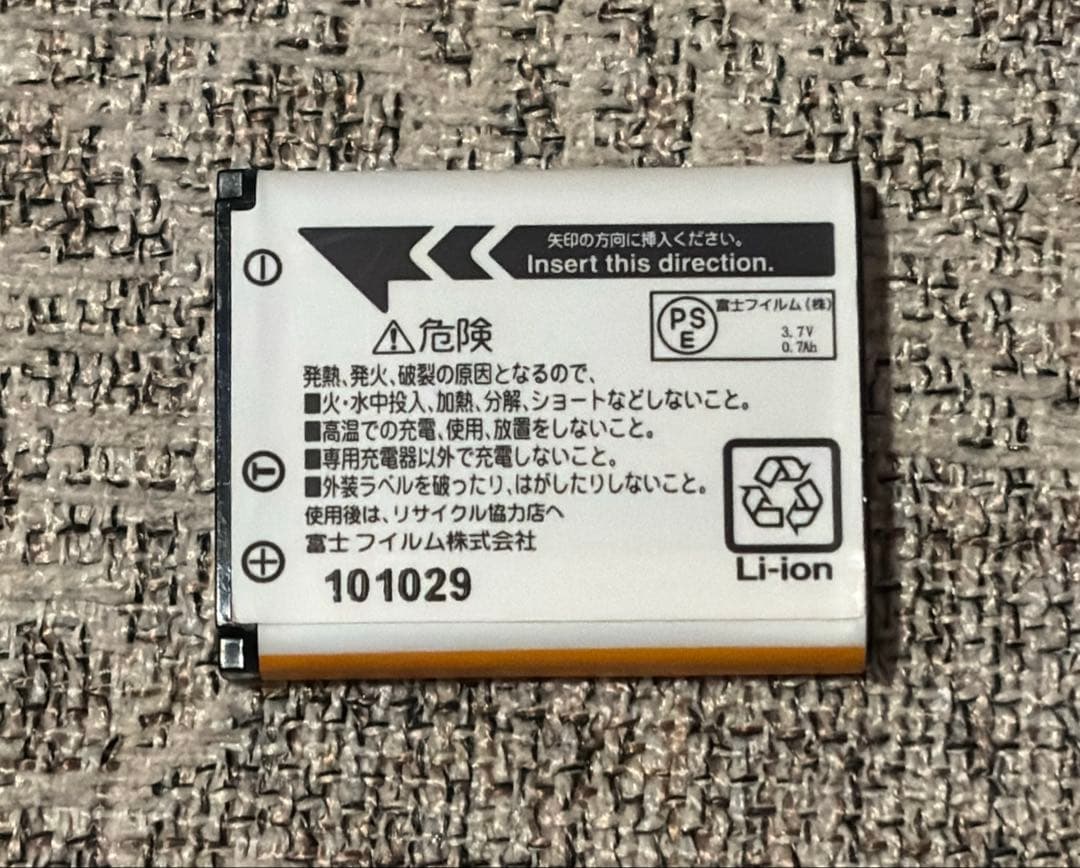 矢印の方向に挿入ください。
Insert this direction.
PS
E
富士フイルム(株)
3.7V
0.7Ah
⚠危険
発熱、発火、破裂の原因となるので、
■火・水中投入、加熱、分解、ショートなどしないこと。
■高温での充電、使用、放置をしないこと。
■専用充電器以外で充電しないこと。
■外装ラベルを破ったり、はがしたりしないこと。
使用後は、リサイクル協力店へ
富士フイルム株式会社
101029
Li-ion
T